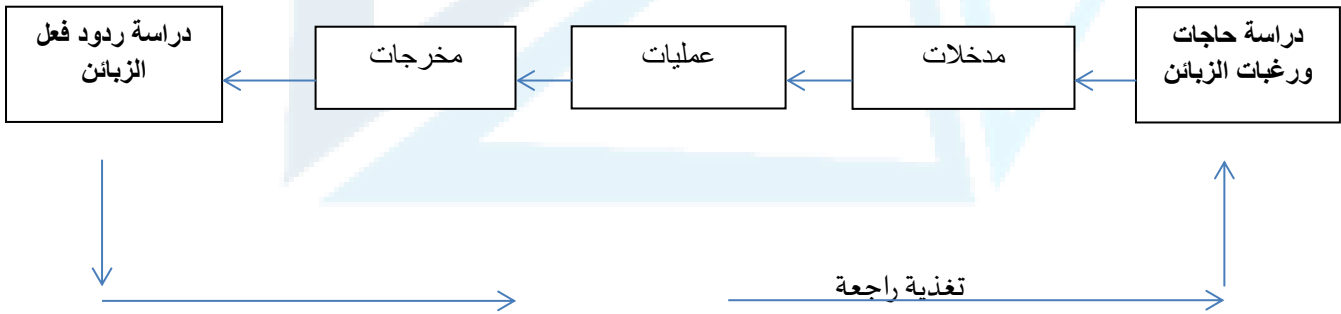 دراسة حاجات
ورغبات الزبائن
مدخلات
عمليات
مخرجات
دراسة ردود فعل
الزبائن
تغذية راجعة